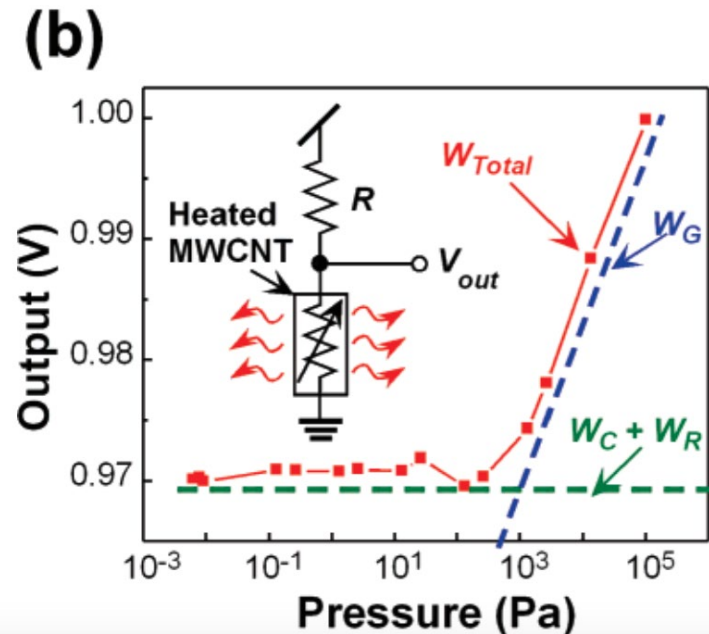 (b)
1.00
0.99
0.98
0.97
Output (V)
R
Heated
MWCNT
V_out
W_Total
W_G
W_C + W_R
10^-3
10^-1
10^1
10^3
10^5
Pressure (Pa)